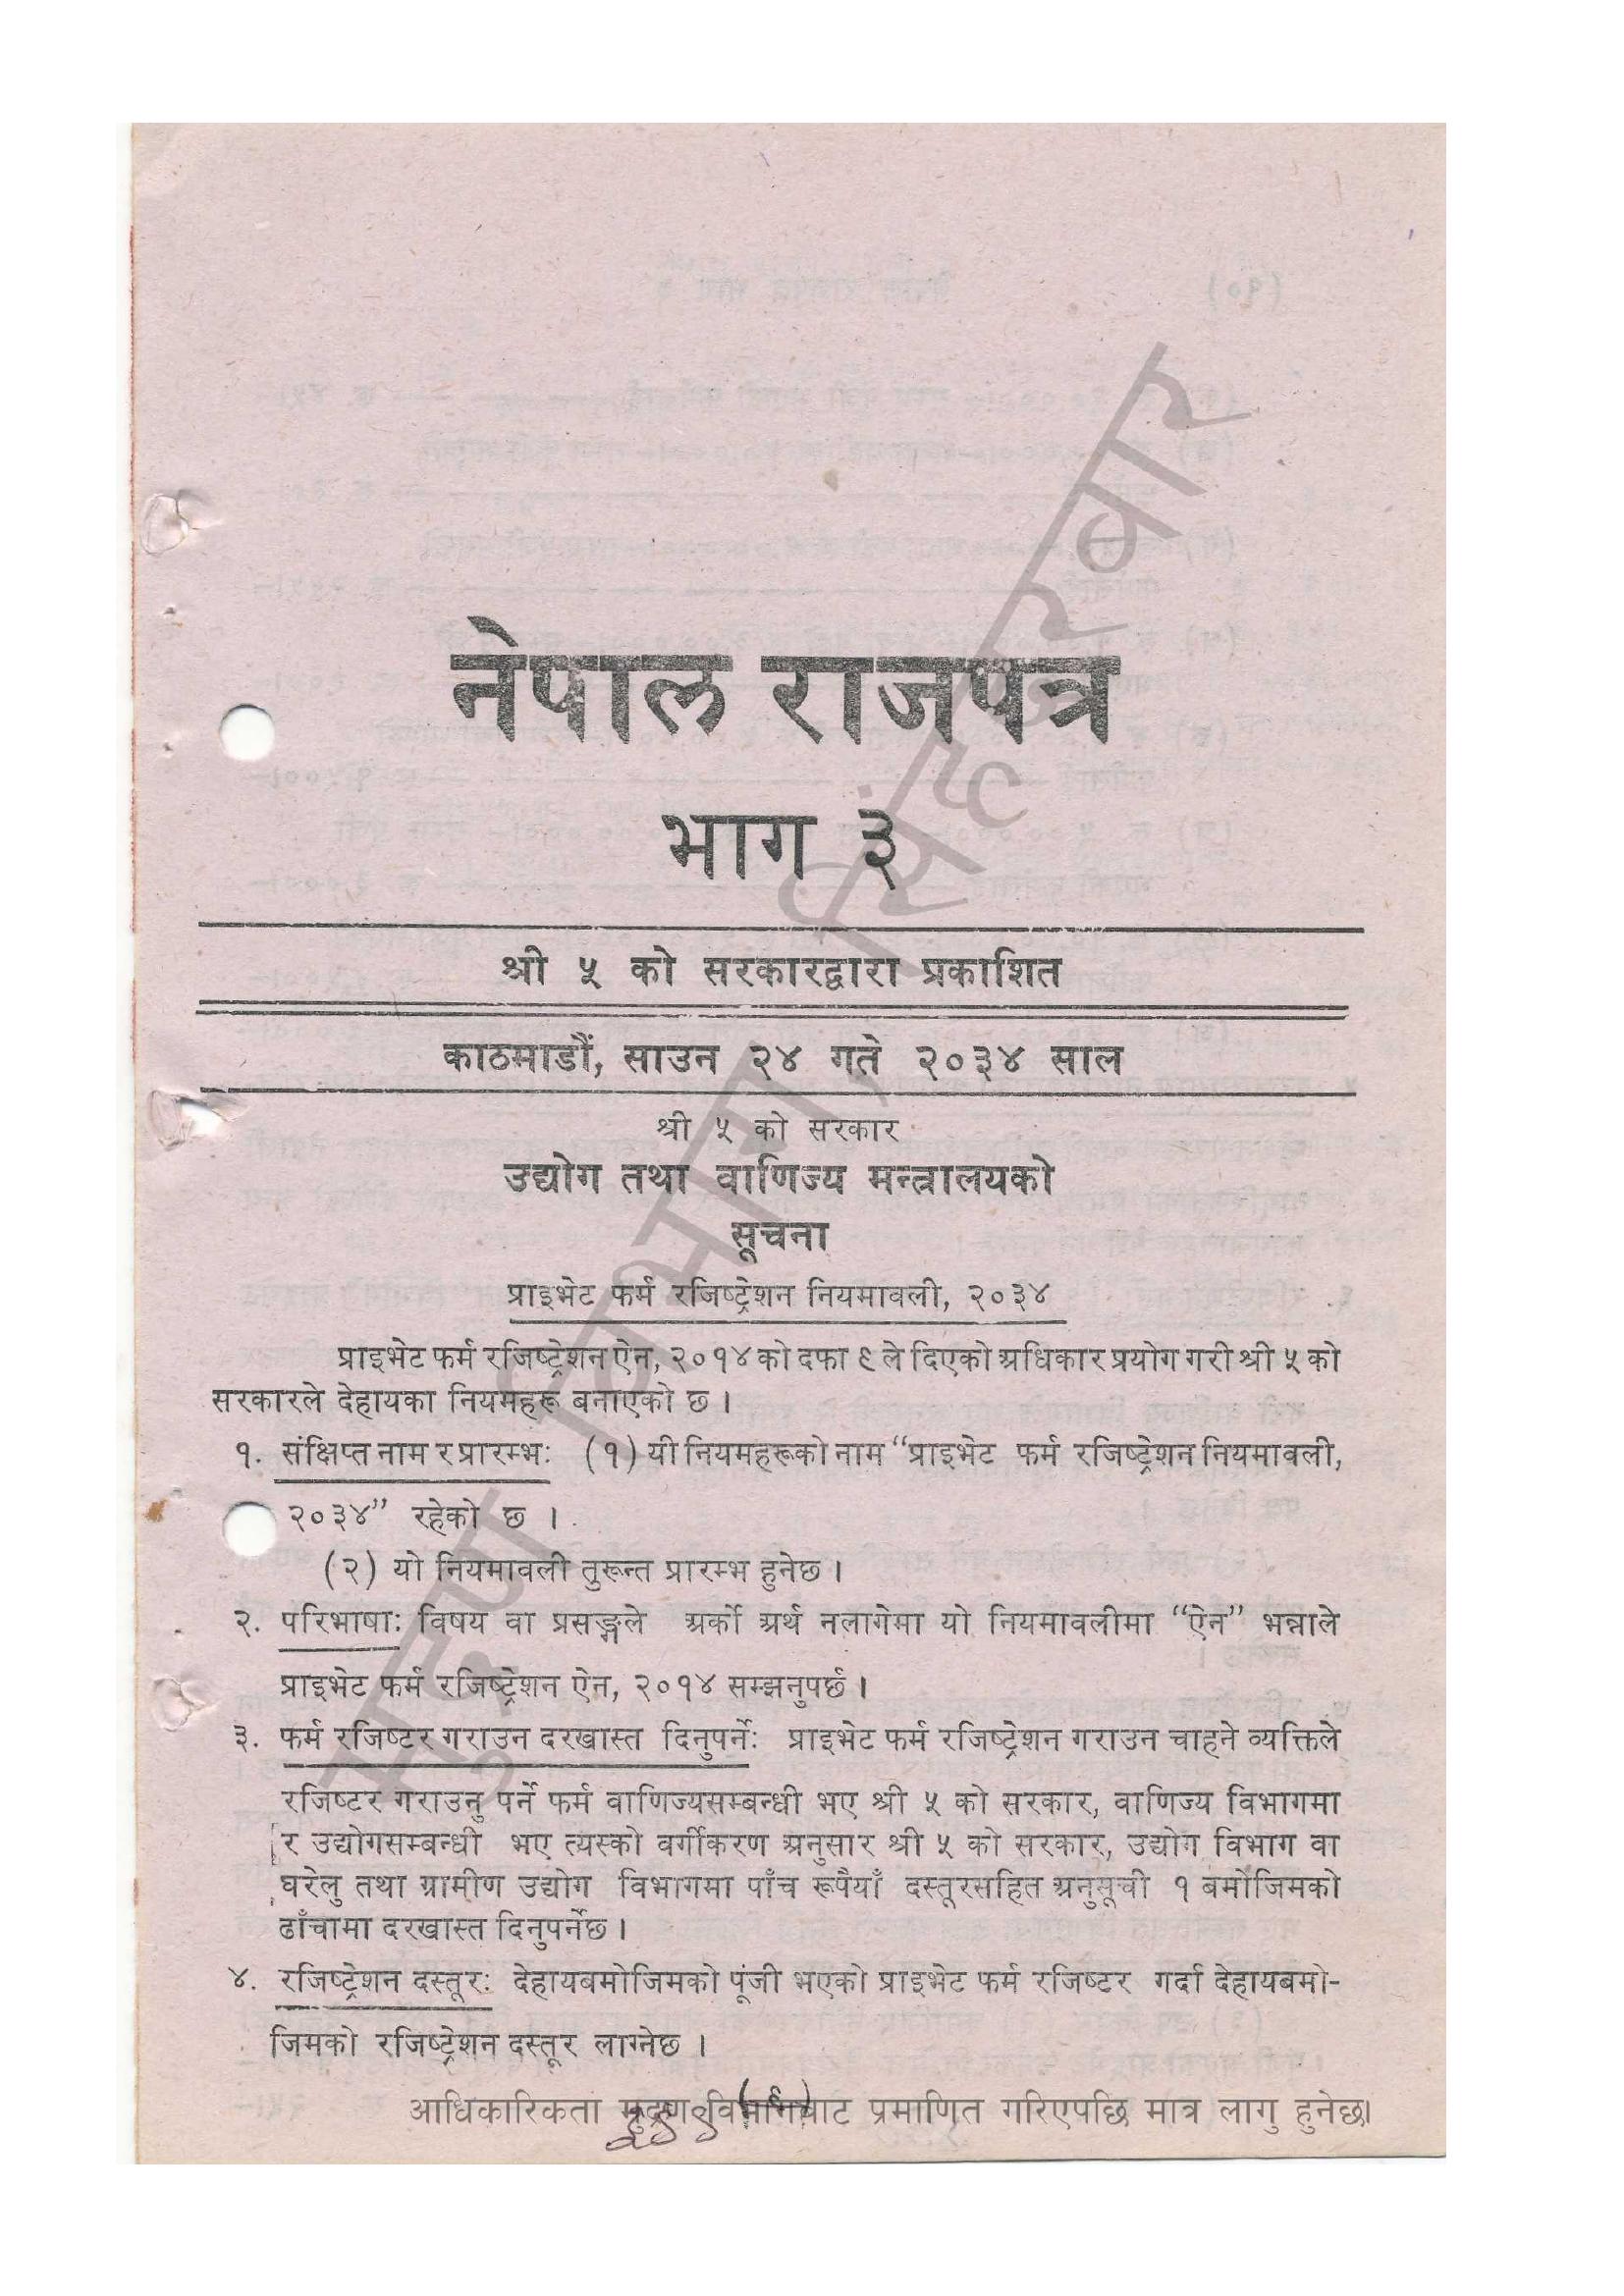 नेपाल राजपत्र
भाग ३
श्री ५ को सरकारद्वारा प्रकाशित
काठमाडौं, साउन २४ गते २०३४ साल
श्री ५ को सरकार
उद्योग तथा वाणिज्य मन्त्रालयको
सूचना
प्राइभेट फर्म रजिष्ट्रेशन नियमावली, २०३४
प्राइभेट फर्म रजिष्ट्रेशन ऐन, २०१४ को दफा ९ ले दिएको अधिकार प्रयोग गरी श्री ५ को
सरकारले देहायका नियमहरू बनाएको छ ।
१. संक्षिप्त नाम र प्रारम्भः (१) यी नियमहरूको नाम “प्राइभेट फर्म रजिष्ट्रेशन नियमावली,
२०३४” रहेको छ ।
(२) यो नियमावली तुरून्त प्रारम्भ हुनेछ ।
२. परिभाषाः विषय वा प्रसङ्गले अर्को अर्थ नलागेमा यो नियमावलीमा “ऐन” भन्नाले
प्राइभेट फर्म रजिष्ट्रेशन ऐन, २०१४ सम्झनुपर्छ ।
३. फर्म रजिष्टर गराउन दरखास्त दिनुपर्नेः प्राइभेट फर्म रजिष्ट्रेशन गराउन चाहने व्यक्तिले
रजिष्टर गराउनु पर्ने फर्म वाणिज्यसम्बन्धी भए श्री ५ को सरकार, वाणिज्य विभागमा
र उद्योगसम्बन्धी भए त्यस्को वर्गीकरण अनुसार श्री ५ को सरकार, उद्योग विभाग वा
घरेलु तथा ग्रामीण उद्योग विभागमा पाँच रूपैयाँ दस्तूरसहित अनुसूची १ बमोजिमको
ढाँचामा दरखास्त दिनुपर्नेछ ।
४. रजिष्ट्रेशन दस्तूरः देहायबमोजिमको पूंजी भएको प्राइभेट फर्म रजिष्टर गर्दा देहायबमो-
जिमको रजिष्ट्रेशन दस्तूर लाग्नेछ ।
(९)
आधिकारिकता मुद्रण विभागबाट प्रमाणित गरिएपछि मात्र लागु हुनेछ।
मुद्रण विभाग, सिंहदरबार